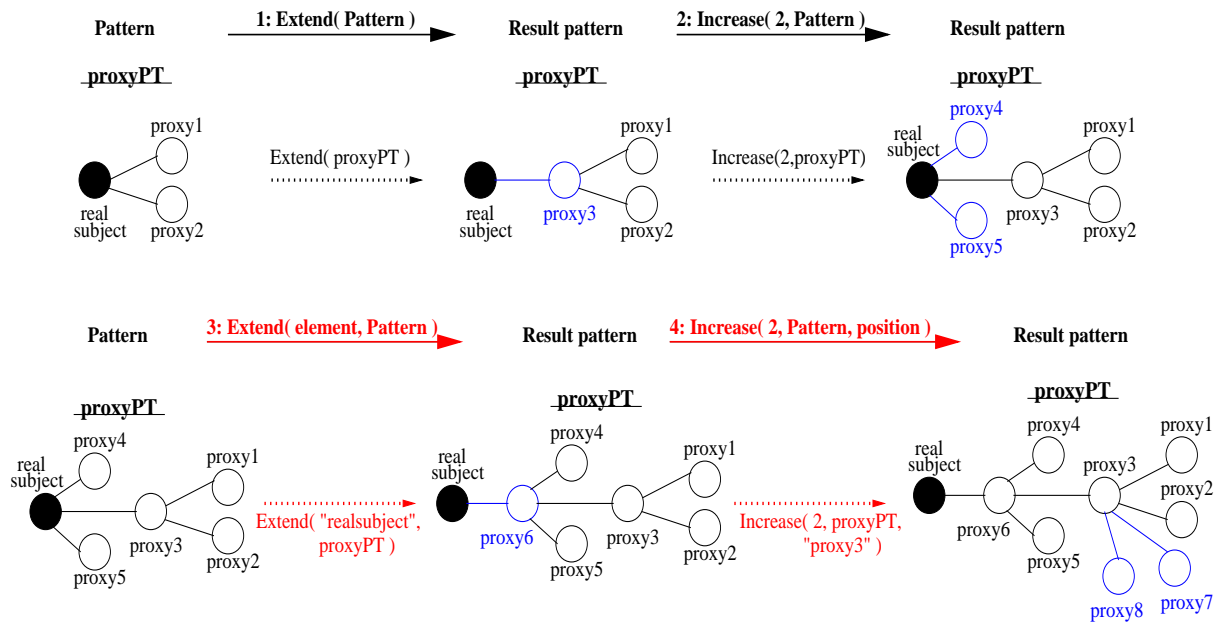 1: Extend( Pattern )
2: Increase( 2, Pattern )
Pattern
Result pattern
Result pattern
proxyPT
proxyPT
proxyPT
proxy1
real
subject
proxy2
Extend( proxyPT )
proxy1
real
subject
proxy3
proxy2
Increase(2,proxyPT)
proxy4
real
subject
proxy1
proxy3
proxy2
proxy5
3: Extend( element, Pattern )
4: Increase( 2, Pattern, position )
Pattern
Result pattern
Result pattern
proxyPT
proxyPT
proxyPT
proxy4
real
subject
proxy1
proxy3
proxy2
proxy5
Extend( "realsubject",
proxyPT )
proxy4
real
subject
proxy1
proxy6
proxy3
proxy2
proxy5
Increase( 2, proxyPT,
"proxy3" )
proxy4
proxy1
real
subject
proxy3
proxy2
proxy6
proxy5
proxy8
proxy7